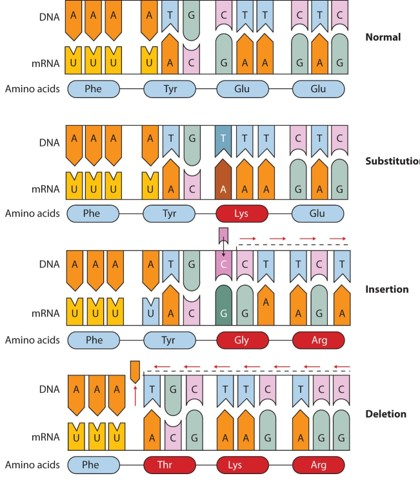 DNA A A A A T G C T T C T C
Normal
mRNA U U U U A C G A A G A G
Amino acids Phe Tyr Glu Glu
DNA A A A A T G T T T C T C
Substitutio
mRNA U U U U A C A A A G A G
Amino acids Phe Tyr Lys Glu
C
DNA A A A A T G C C T T C T
Insertion
mRNA U U U U A C G G A A G A
Amino acids Phe Tyr Gly Arg
A
DNA A A A T G C T T C T C C
Deletion
mRNA U U U A C G A A G A G G
Amino acids Phe Thr Lys Arg